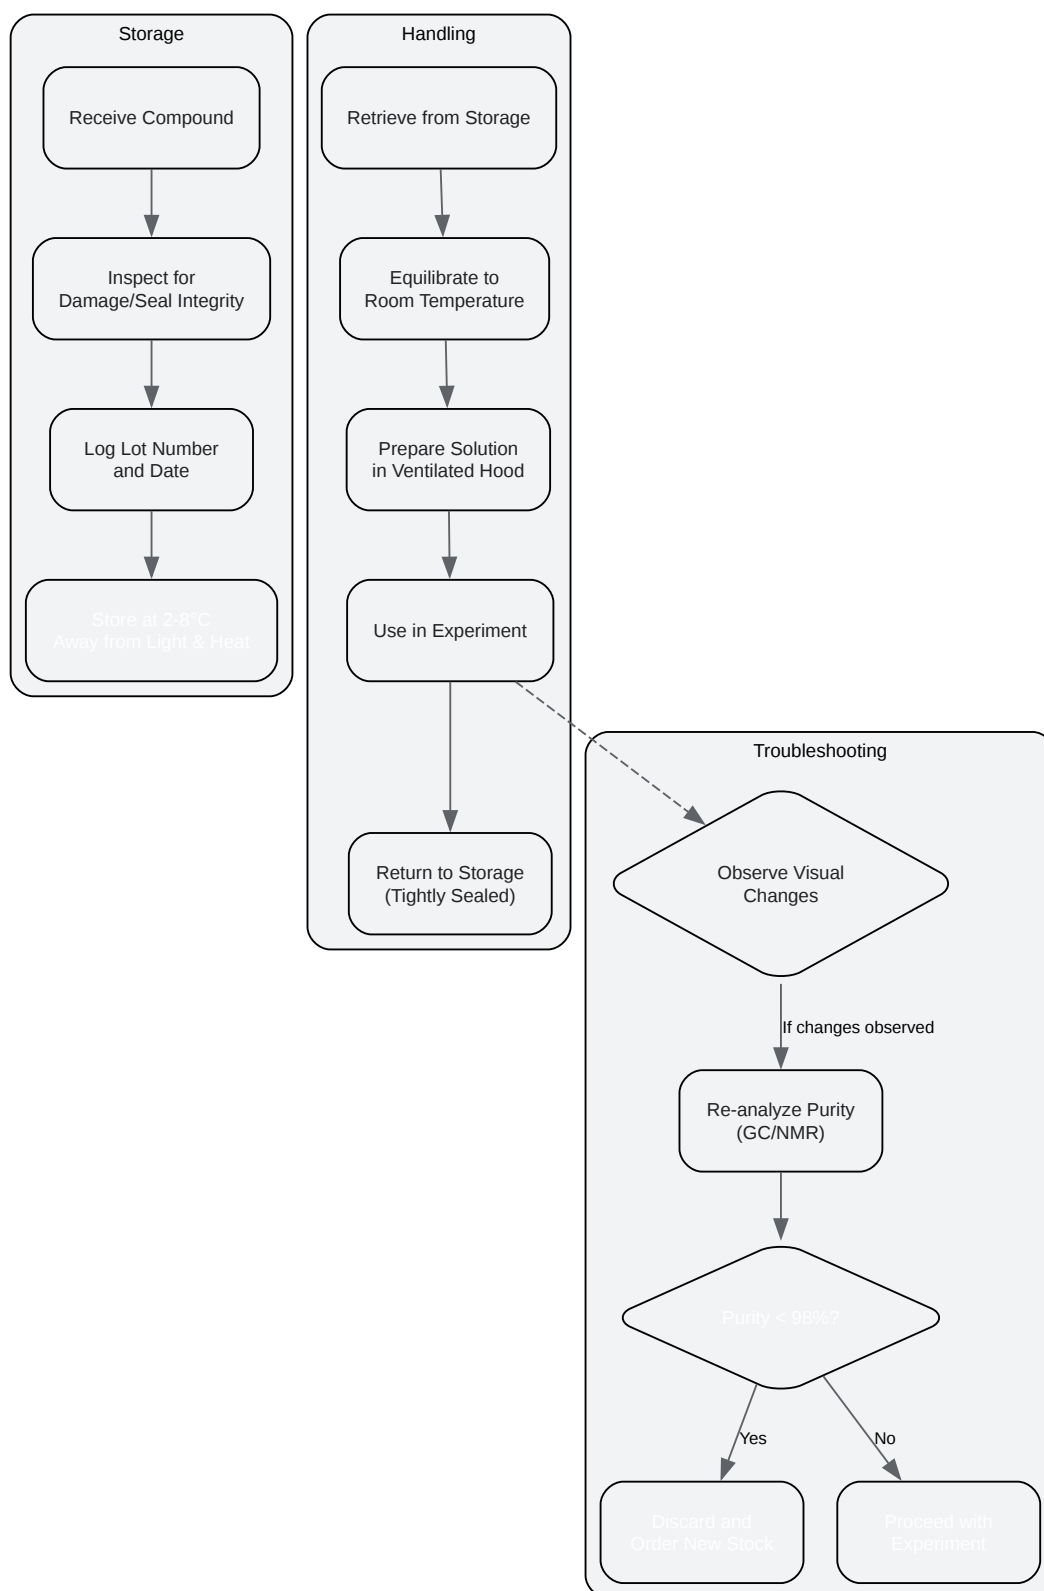 Storage
Receive Compound
Inspect for
Damage/Seal Integrity
Log Lot Number
and Date
Store at 2-8°C
Away from Light & Heat
Handling
Retrieve from Storage
Equilibrate to
Room Temperature
Prepare Solution
in Ventilated Hood
Use in Experiment
Return to Storage
(Tightly Sealed)
Troubleshooting
Observe Visual
Changes
If changes observed
Re-analyze Purity
(GC/NMR)
Purity < 98%?
Yes
No
Discard and
Order New Stock
Proceed with
Experiment